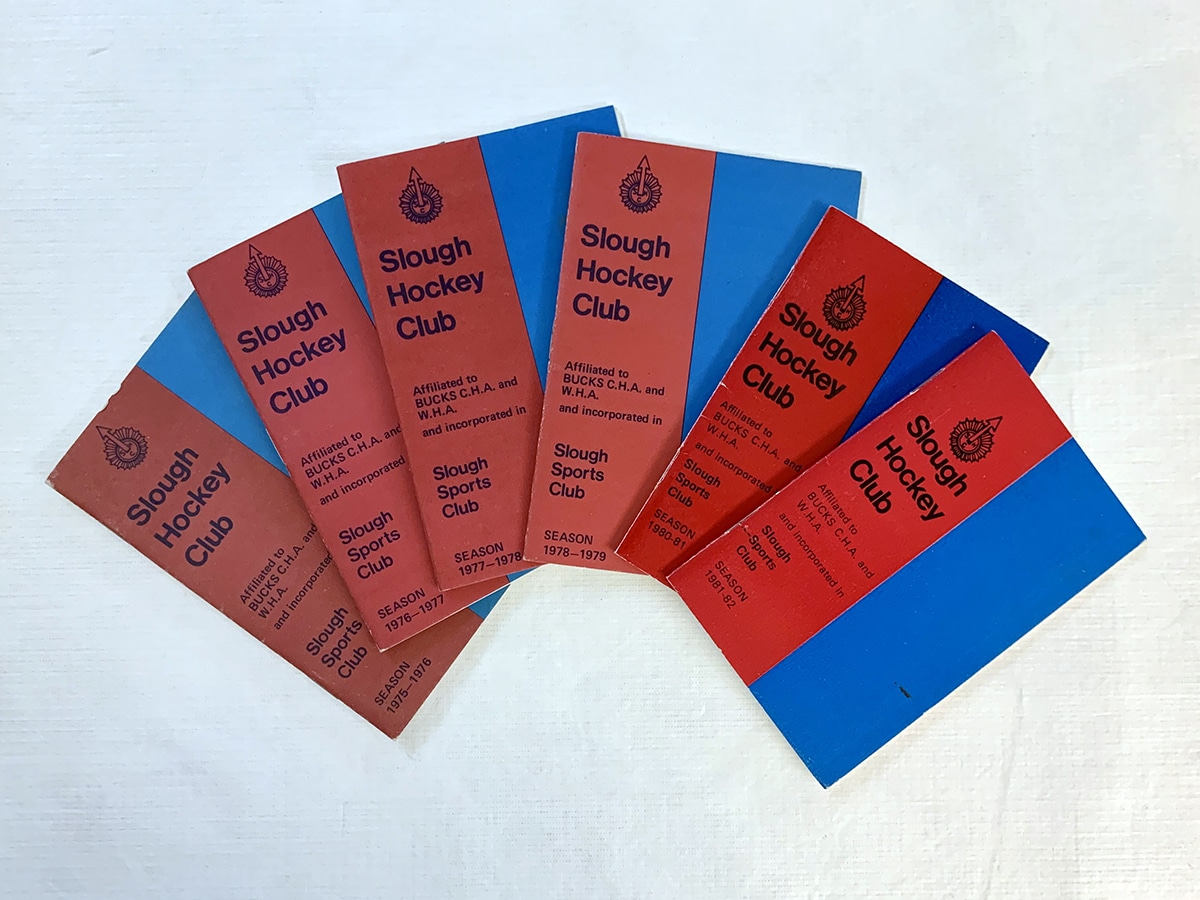 Slough
Hockey
Club
Affiliated to
BUCKS C.H.A. and
W.H.A.
and incorporated
Slough
Sports
Club
SEASON
1975–1976
Slough
Hockey
Club
Affiliated to
BUCKS C.H.A. and
W.H.A.
and incorporated
Slough
Sports
Club
SEASON
1976–1977
Slough
Hockey
Club
Affiliated to
BUCKS C.H.A. and
W.H.A.
and incorporated in
Slough
Sports
Club
SEASON
1977–1978
Slough
Hockey
Club
Affiliated to
BUCKS C.H.A. and
W.H.A.
and incorporated in
Slough
Sports
Club
SEASON
1978–1979
Slough
Hockey
Club
Affiliated to
BUCKS C.H.A. and
W.H.A.
and incorporated
Slough
Sports
Club
SEASON
1980-81
Slough
Hockey
Club
Affiliated to
BUCKS C.H.A. and
W.H.A.
and incorporated in
Slough
Sports
Club
SEASON
1981-82